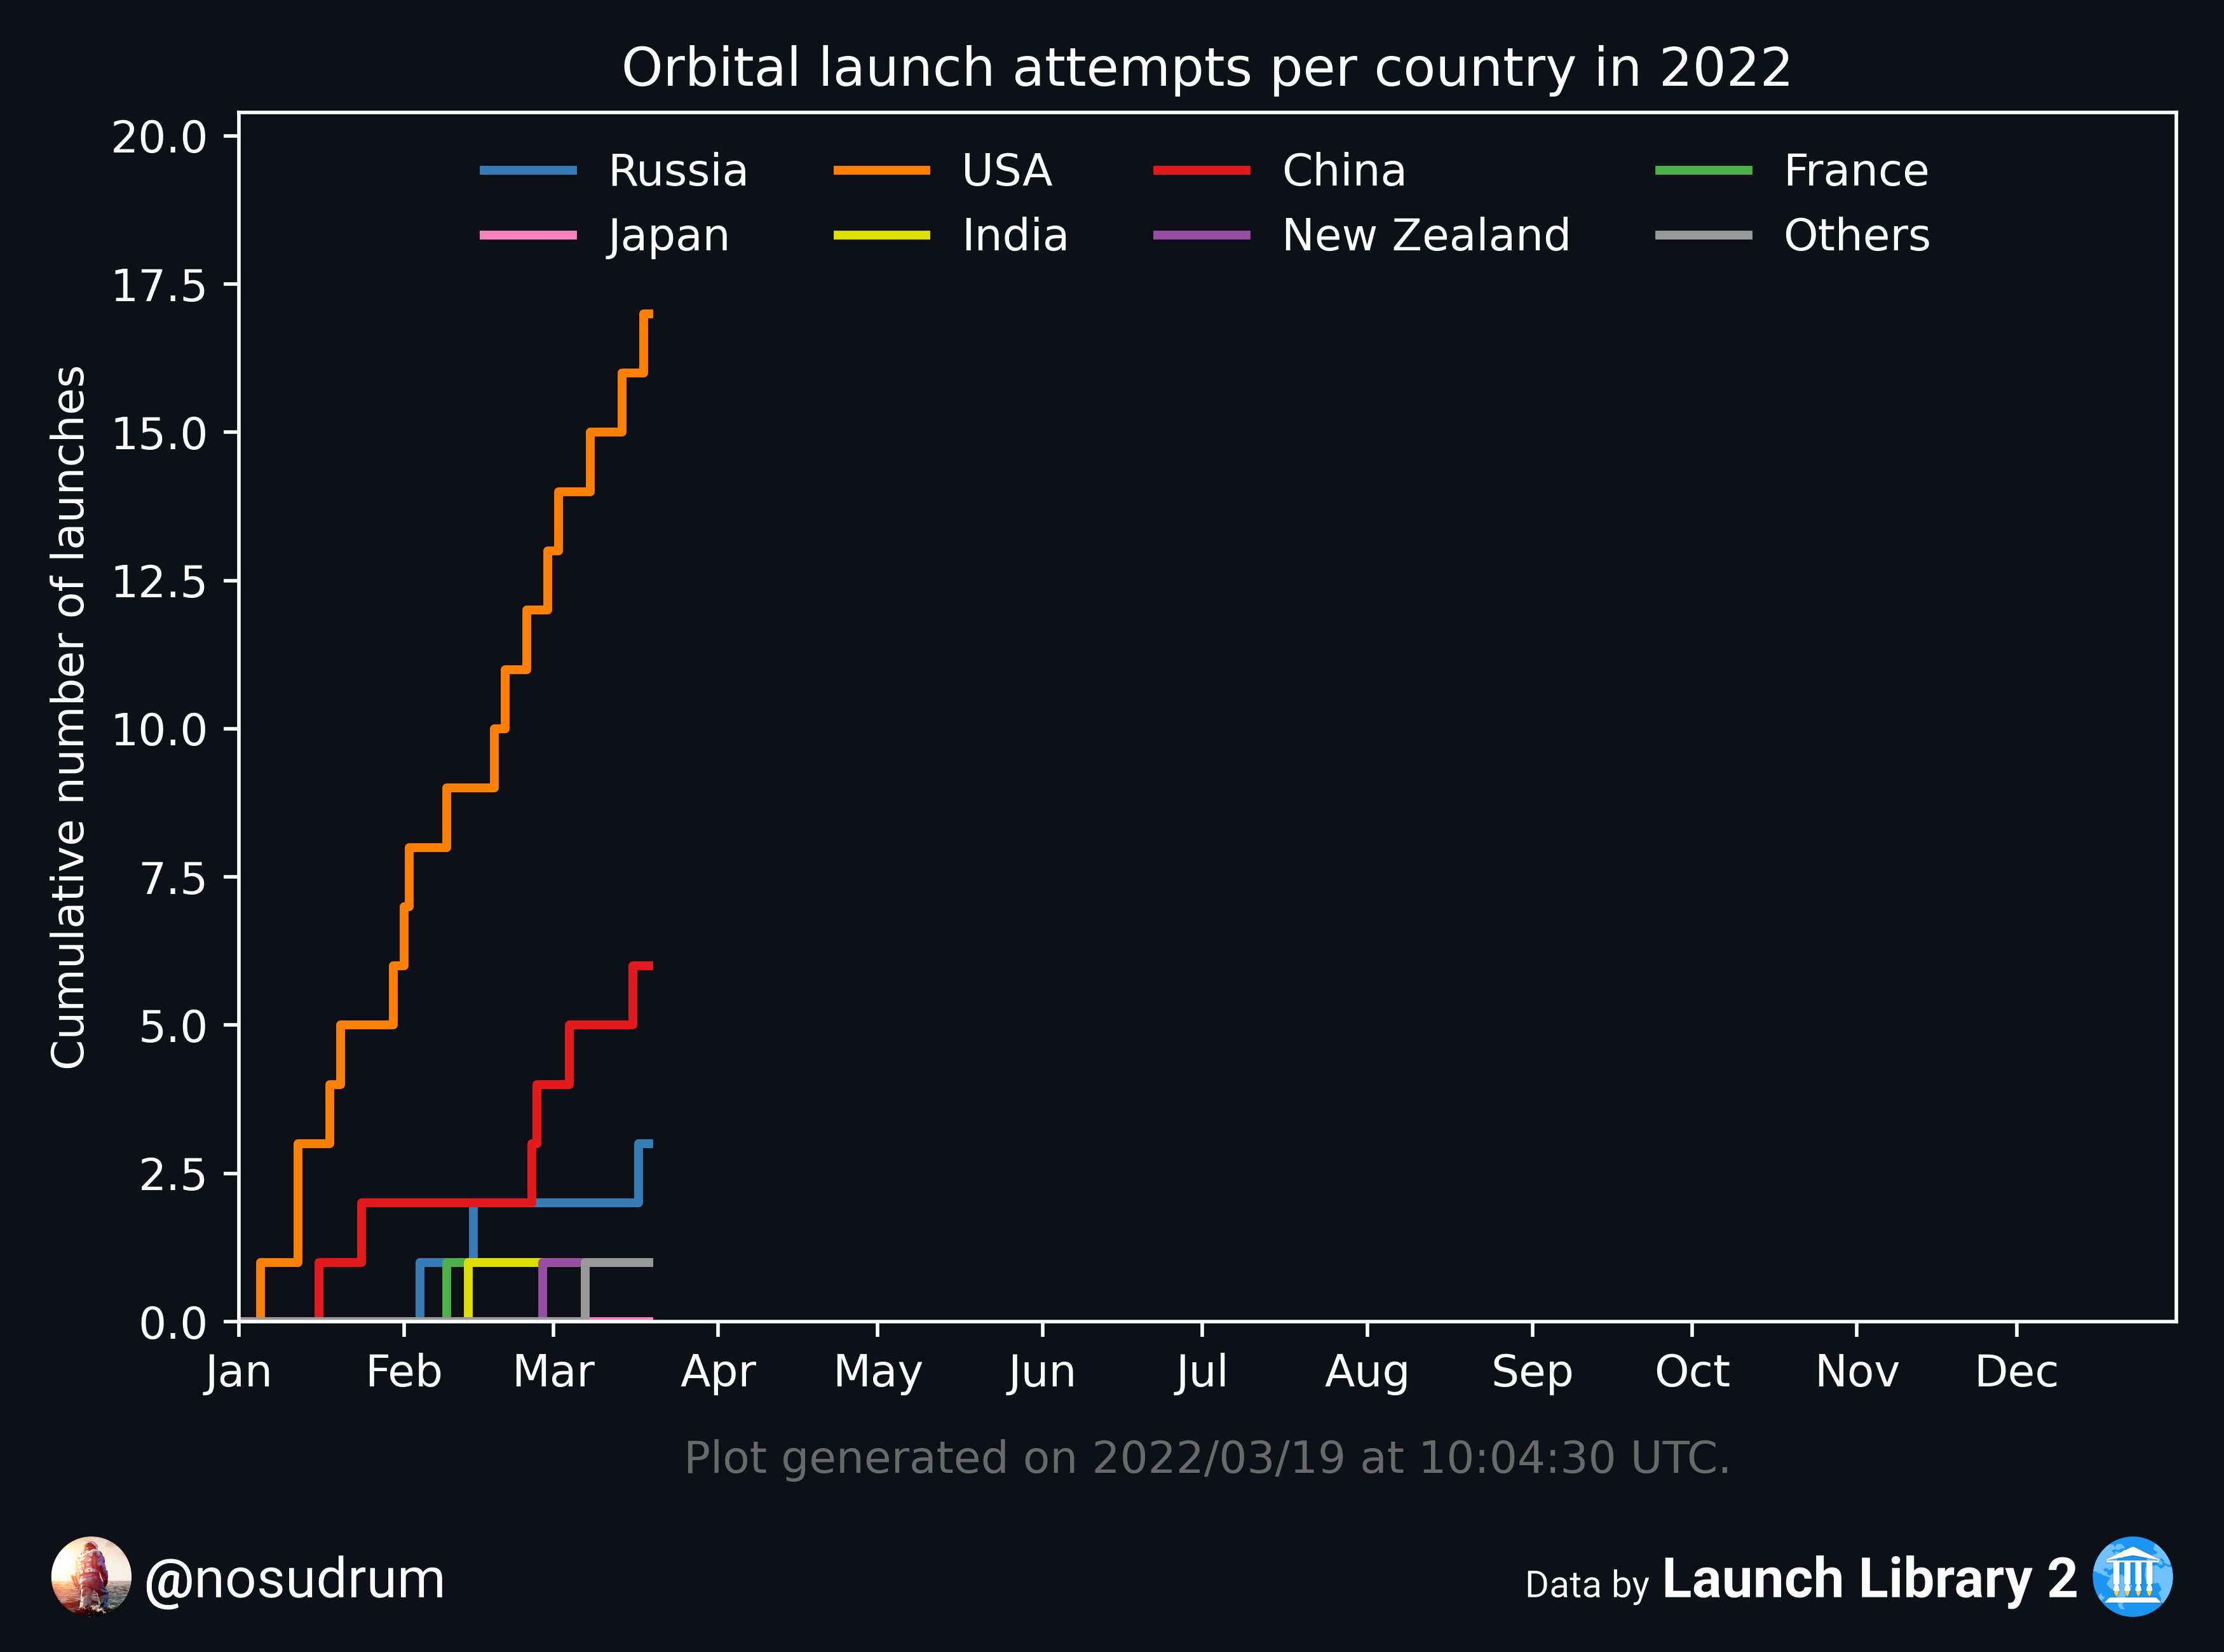 Orbital launch attempts per country in 2022
20.0
17.5
15.0
12.5
10.0
7.5
5.0
2.5
0.0
Cumulative number of launches
Russia USA China France
Japan India New Zealand Others
Jan Feb Mar Apr May Jun Jul Aug Sep Oct Nov Dec
Plot generated on 2022/03/19 at 10:04:30 UTC.
@nosudrum
Data by Launch Library 2